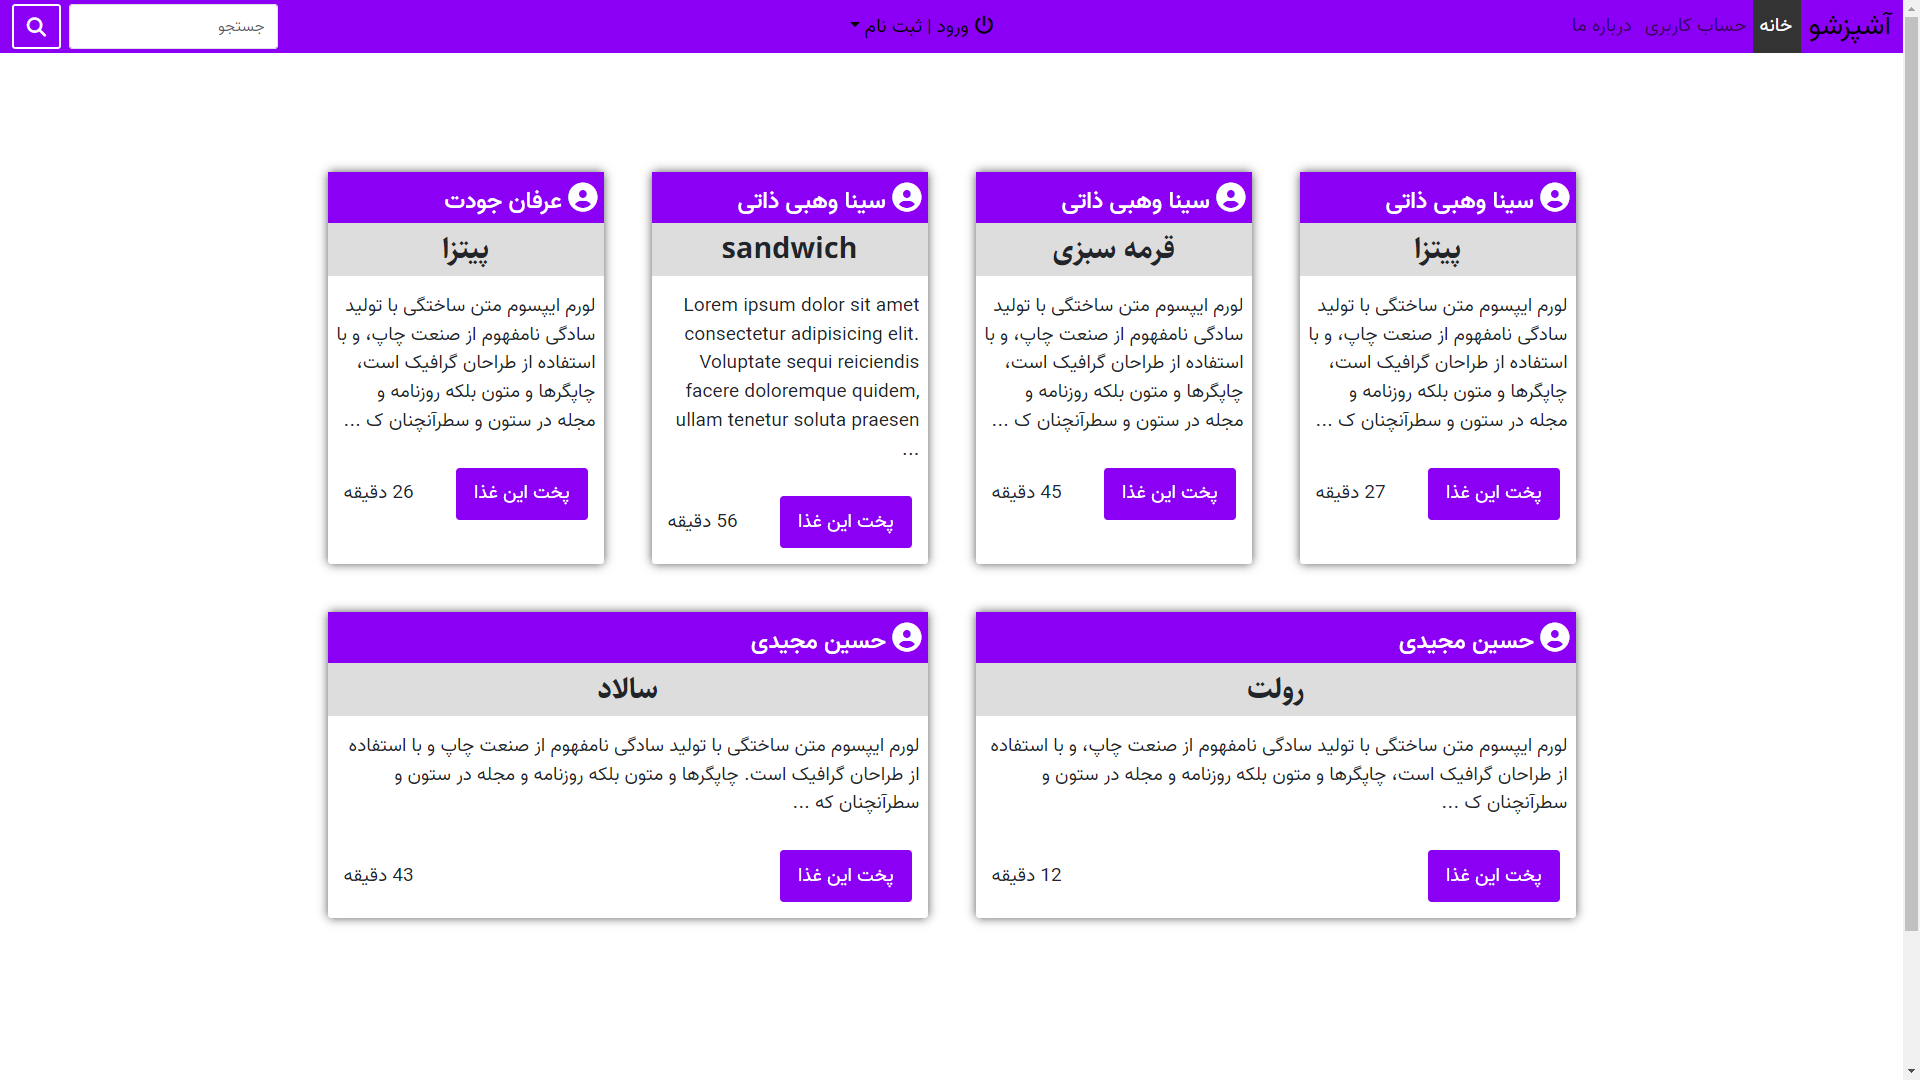 آشپزشو
خانه
حساب کاربری
درباره ما
ورود | ثبت نام
جستجو
سینا وهبی ذاتی
پیتزا
لورم ایپسوم متن ساختگی با تولید
سادگی نامفهوم از صنعت چاپ، و با
استفاده از طراحان گرافیک است،
چاپگرها و متون بلکه روزنامه و
مجله در ستون و سطرآنچنان ک ...
پخت این غذا
27 دقیقه
سینا وهبی ذاتی
قرمه سبزی
لورم ایپسوم متن ساختگی با تولید
سادگی نامفهوم از صنعت چاپ، و با
استفاده از طراحان گرافیک است،
چاپگرها و متون بلکه روزنامه و
مجله در ستون و سطرآنچنان ک ...
پخت این غذا
45 دقیقه
سینا وهبی ذاتی
sandwich
Lorem ipsum dolor sit amet
consectetur adipisicing elit.
Voluptate sequi reiciendis
facere doloremque quidem,
ullam tenetur soluta praesen
...
پخت این غذا
56 دقیقه
عرفان جودت
پیتزا
لورم ایپسوم متن ساختگی با تولید
سادگی نامفهوم از صنعت چاپ، و با
استفاده از طراحان گرافیک است،
چاپگرها و متون بلکه روزنامه و
مجله در ستون و سطرآنچنان ک ...
پخت این غذا
26 دقیقه
حسین مجیدی
رولت
لورم ایپسوم متن ساختگی با تولید سادگی نامفهوم از صنعت چاپ، و با استفاده
از طراحان گرافیک است، چاپگرها و متون بلکه روزنامه و مجله در ستون و
سطرآنچنان ک ...
پخت این غذا
12 دقیقه
حسین مجیدی
سالاد
لورم ایپسوم متن ساختگی با تولید سادگی نامفهوم از صنعت چاپ و با استفاده
از طراحان گرافیک است. چاپگرها و متون بلکه روزنامه و مجله در ستون و
سطرآنچنان که ...
پخت این غذا
43 دقیقه